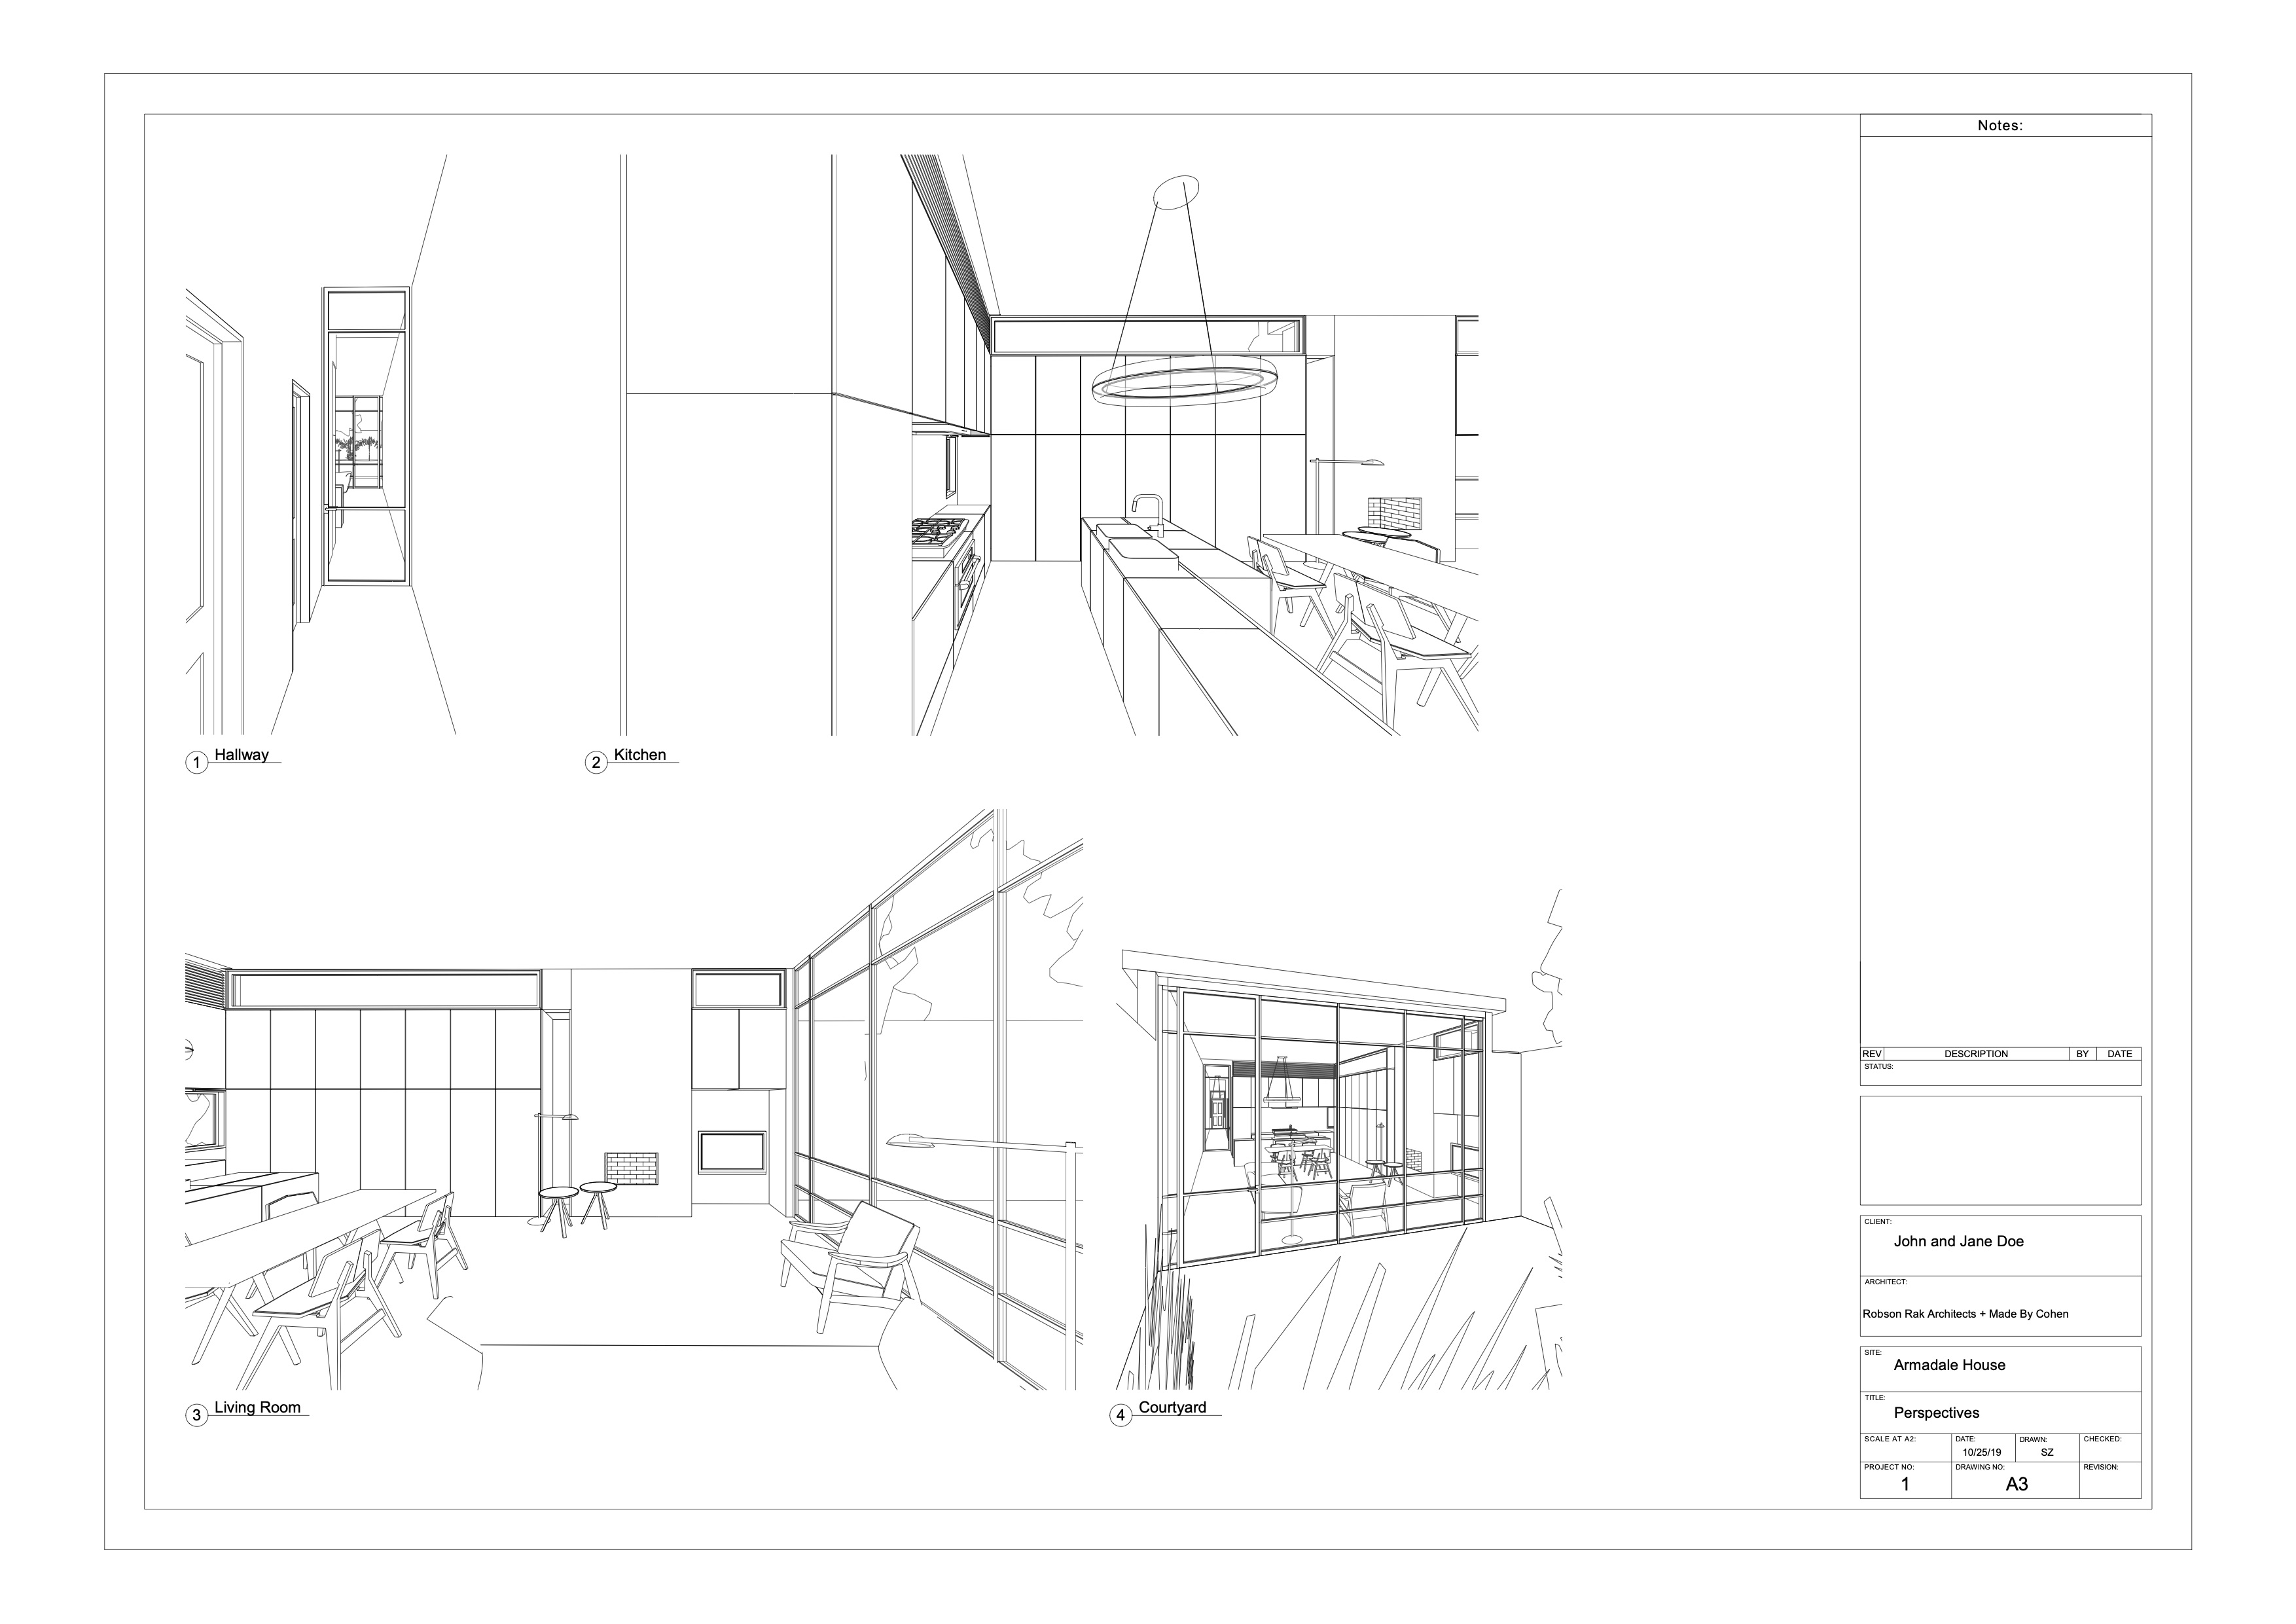 Notes:
1 Hallway
2 Kitchen
3 Living Room
4 Courtyard
REV DESCRIPTION BY DATE
STATUS:
CLIENT:
John and Jane Doe
ARCHITECT:
Robson Rak Architects + Made By Cohen
SITE:
Armadale House
TITLE:
Perspectives
SCALE AT A2: DATE: DRAWN: CHECKED:
10/25/19 SZ
PROJECT NO: DRAWING NO: REVISION:
1 A3